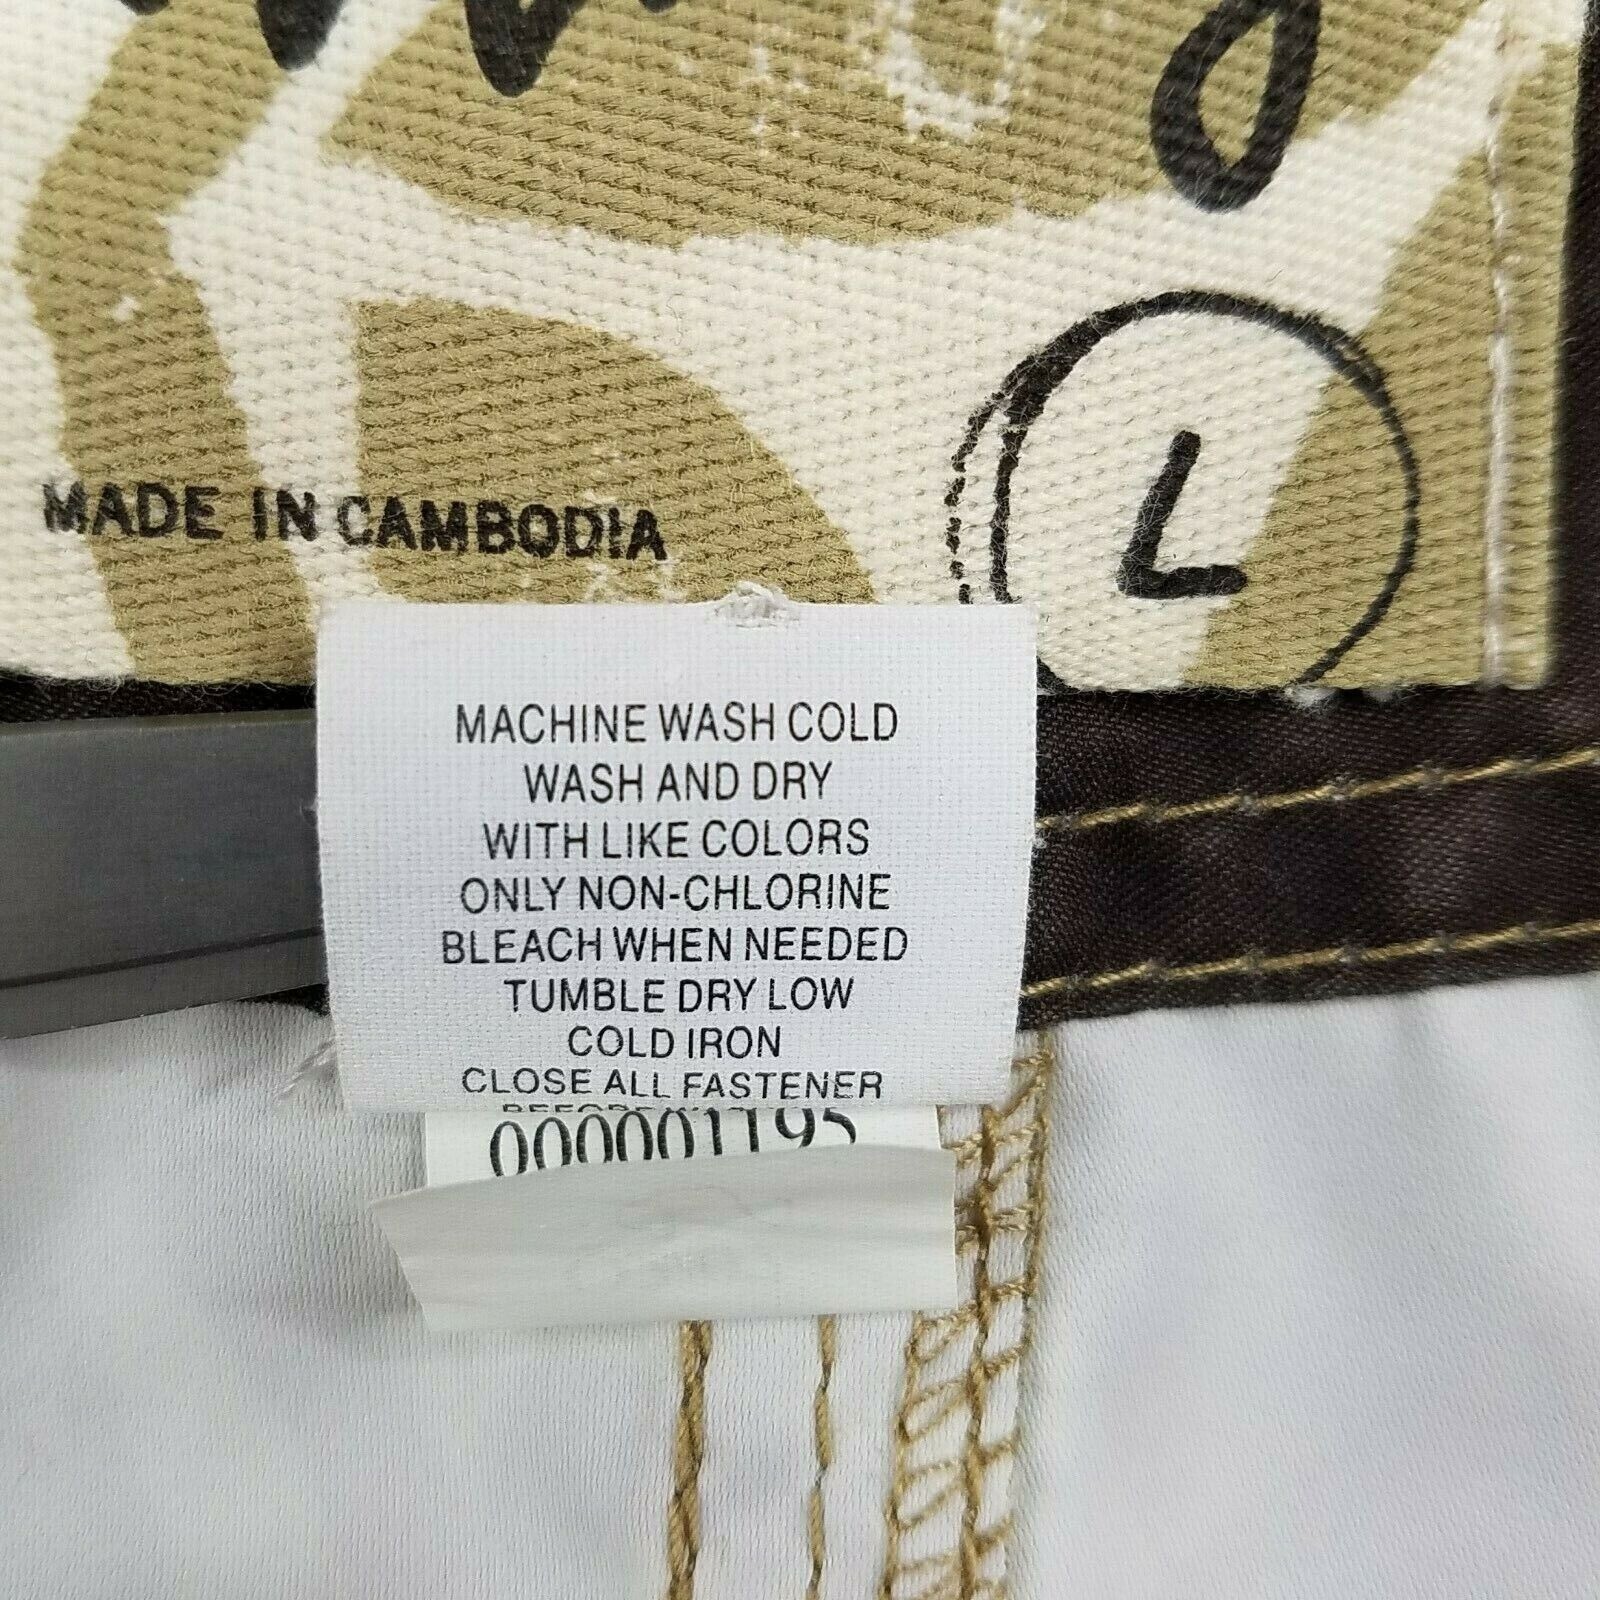 MADE IN CAMBODIA
L
MACHINE WASH COLD
WASH AND DRY
WITH LIKE COLORS
ONLY NON-CHLORINE
BLEACH WHEN NEEDED
TUMBLE DRY LOW
COLD IRON
CLOSE ALL FASTENER
000001195